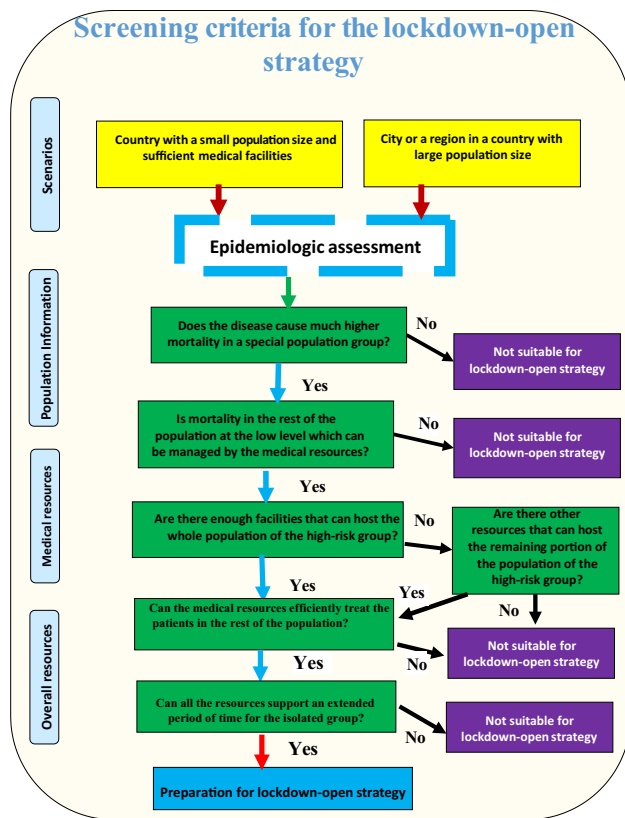 Screening criteria for the lockdown-open
strategy
Scenarios
Country with a small population size and
sufficient medical facilities
City or a region in a country with
large population size
Epidemiologic assessment
Population Information
Does the disease cause much higher
mortality in a special population group?
No
Not suitable for
lockdown-open strategy
Yes
Is mortality in the rest of the
population at the low level which can
be managed by the medical resources?
No
Not suitable for
lockdown-open strategy
Yes
Medical resources
Are there enough facilities that can host the
whole population of the high-risk group?
No
Are there other
resources that can host
the remaining portion of
the population of the
high-risk group?
Yes
Yes
No
Overall resources
Can the medical resources efficiently treat the
patients in the rest of the population?
No
Not suitable for
lockdown-open strategy
Yes
Can all the resources support an extended
period of time for the isolated group?
No
Not suitable for
lockdown-open strategy
Yes
Preparation for lockdown-open strategy